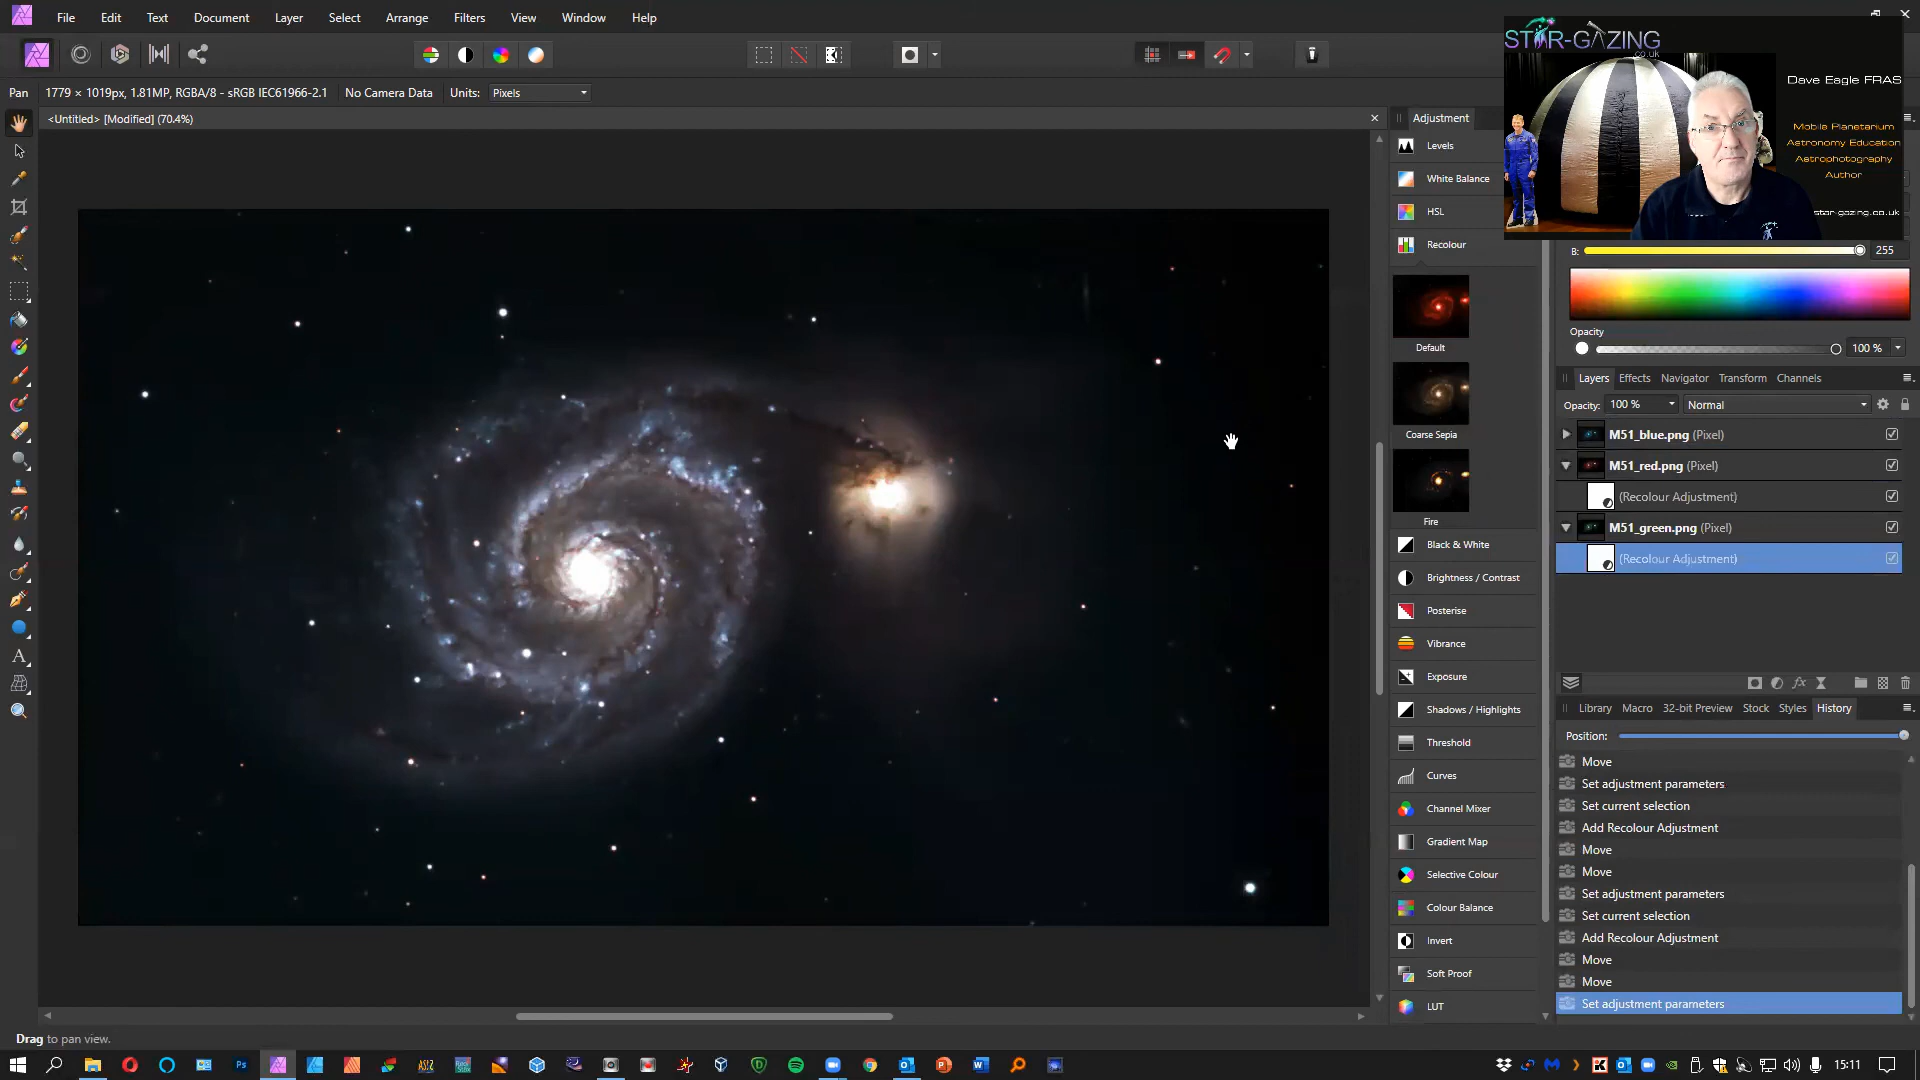 File Edit Text Document Layer Select Arrange Filters View Window Help
Pan 1779 × 1019px, 1.81MP, RGBA/8 - sRGB IEC61966-2.1 No Camera Data Units: Pixels
<Untitled> [Modified] (70.4%)
Adjustment
Levels
White Balance
HSL
Recolour
Default
Coarse Sepia
Fire
Black & White
Brightness / Contrast
Posterise
Vibrance
Exposure
Shadows / Highlights
Threshold
Curves
Channel Mixer
Gradient Map
Selective Colour
Colour Balance
Invert
Soft Proof
LUT
STAR-GAZING
.co.uk
Dave Eagle FRAS
Mobile Planetarium
Astronomy Education
Astrophotography
Author
star-gazing.co.uk
B: 255
Opacity
100 %
Layers Effects Navigator Transform Channels
Opacity: 100 % Normal
M51_blue.png (Pixel)
M51_red.png (Pixel)
(Recolour Adjustment)
M51_green.png (Pixel)
(Recolour Adjustment)
fx
Library Macro 32-bit Preview Stock Styles History
Position:
Move
Set adjustment parameters
Set current selection
Add Recolour Adjustment
Move
Move
Set adjustment parameters
Set current selection
Add Recolour Adjustment
Move
Move
Set adjustment parameters
Drag to pan view.
15:11